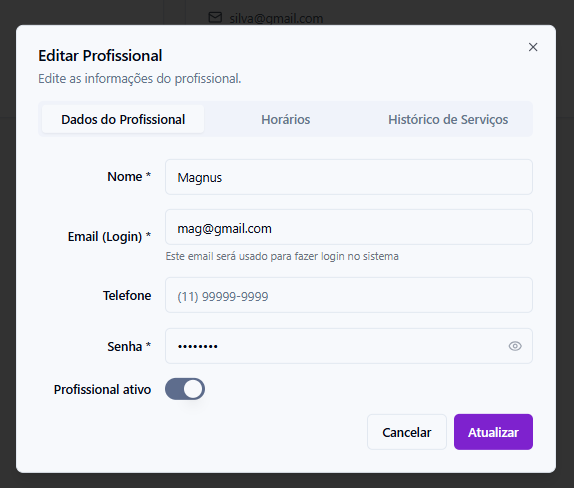 silva@gmail.com
Editar Profissional
Edite as informações do profissional.
Dados do Profissional
Horários
Histórico de Serviços
Nome *
Magnus
Email (Login) *
mag@gmail.com
Este email será usado para fazer login no sistema
Telefone
(11) 99999-9999
Senha *
••••••••
Profissional ativo
Cancelar
Atualizar